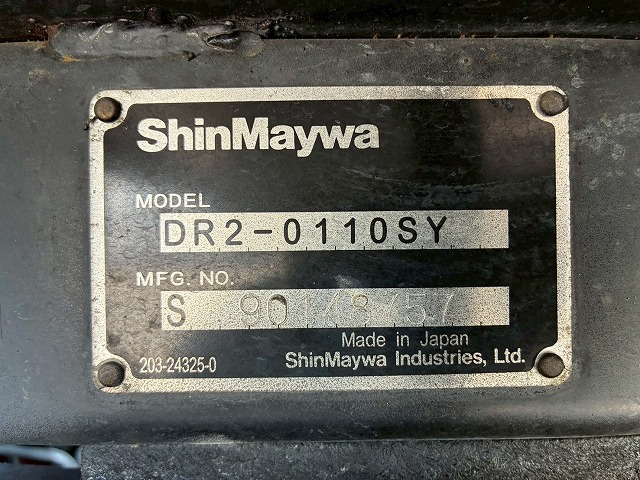 ShinMaywa
MODEL
DR2-0110SY
MFG. NO.
S
Made in Japan
203-24325-0
ShinMaywa Industries, Ltd.